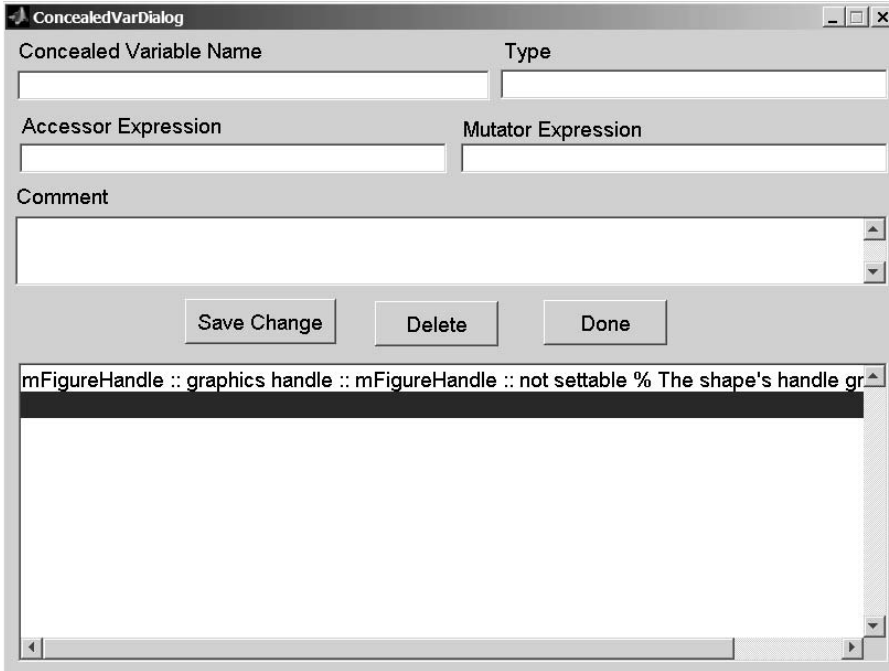 ConcealedVarDialog
Concealed Variable Name
Type
Accessor Expression
Mutator Expression
Comment
Save Change
Delete
Done
mFigureHandle :: graphics handle :: mFigureHandle :: not settable % The shape's handle gr